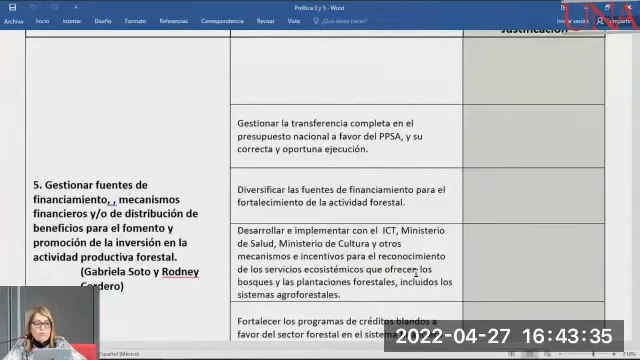 Política 3 y 5 - Word
Archivo Inicio Insertar Diseño Formato Referencias Correspondencia Revisar Vista ¿Qué desea hacer? Iniciar sesión
UNA
Justificación
Gestionar la transferencia completa en el
presupuesto nacional a favor del PPSA, y su
correcta y oportuna ejecución.
5. Gestionar fuentes de
financiamiento, , mecanismos
financieros y/o de distribución de
beneficios para el fomento y
promoción de la inversión en la
actividad productiva forestal.
(Gabriela Soto y Rodney
Cordero)
Diversificar las fuentes de financiamiento para el
fortalecimiento de la actividad forestal.
Desarrollar e implementar con el ICT, Ministerio
de Salud, Ministerio de Cultura y otros
mecanismos e incentivos para el reconocimiento
de los servicios ecosistémicos que ofrecen los
bosques y las plantaciones forestales, incluidos los
sistemas agroforestales.
Fortalecer los programas de créditos blandos a
favor del sector forestal en el sistema
2022-04-27 16:43:35
Español (México)
210%